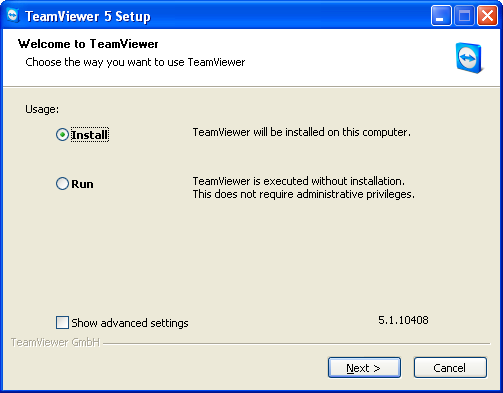 TeamViewer 5 Setup
Welcome to TeamViewer
Choose the way you want to use TeamViewer
Usage:
Install
TeamViewer will be installed on this computer.
Run
TeamViewer is executed without installation.
This does not require administrative privileges.
Show advanced settings
5.1.10408
TeamViewer GmbH
Next >
Cancel